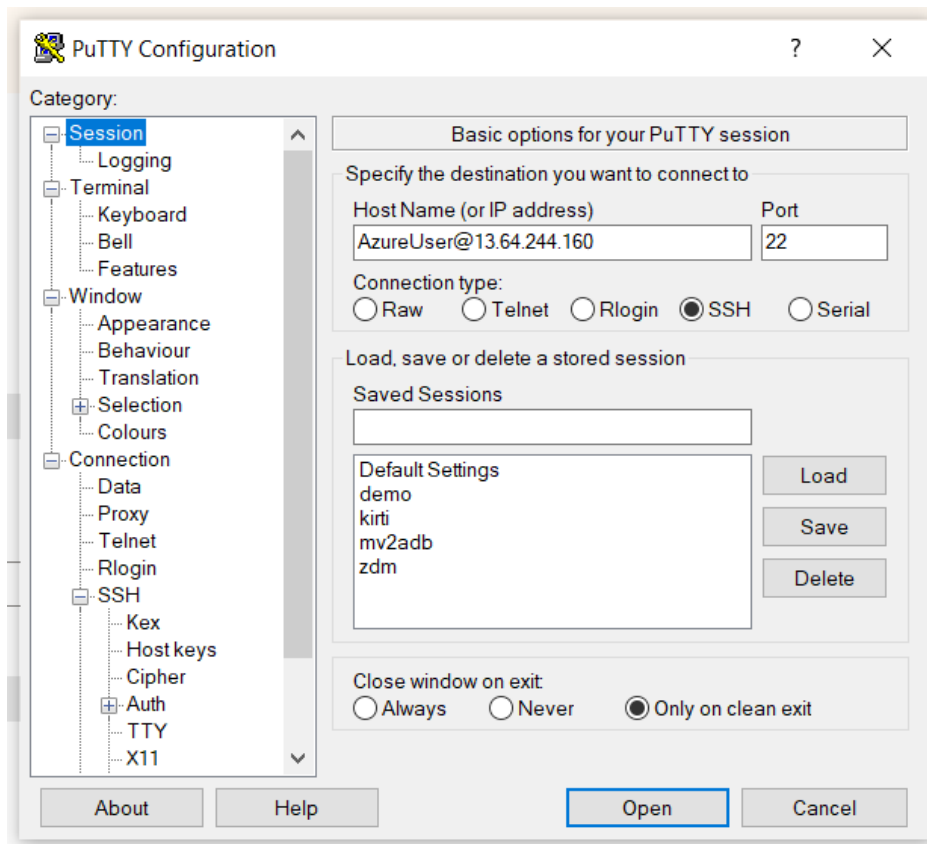 PuTTY Configuration
?
Category:
Session
Logging
Terminal
Keyboard
Bell
Features
Window
Appearance
Behaviour
Translation
Selection
Colours
Connection
Data
Proxy
Telnet
Rlogin
SSH
Kex
Host keys
Cipher
Auth
TTY
X11
Basic options for your PuTTY session
Specify the destination you want to connect to
Host Name (or IP address) Port
AzureUser@13.64.244.160 22
Connection type:
Raw Telnet Rlogin SSH Serial
Load, save or delete a stored session
Saved Sessions
Default Settings
demo
kirti
mv2adb
zdm
Load
Save
Delete
Close window on exit:
Always Never Only on clean exit
About Help Open Cancel